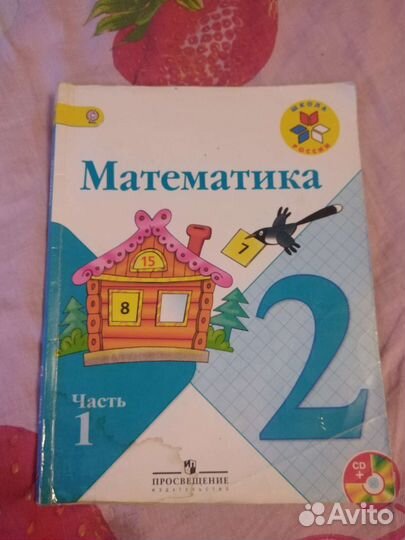 ШКОЛА
РОССИИ
Математика
7
15
8
2
Часть
1
CD
+
ПРОСВЕЩЕНИЕ
ИЗДАТЕЛЬСТВО
Avito